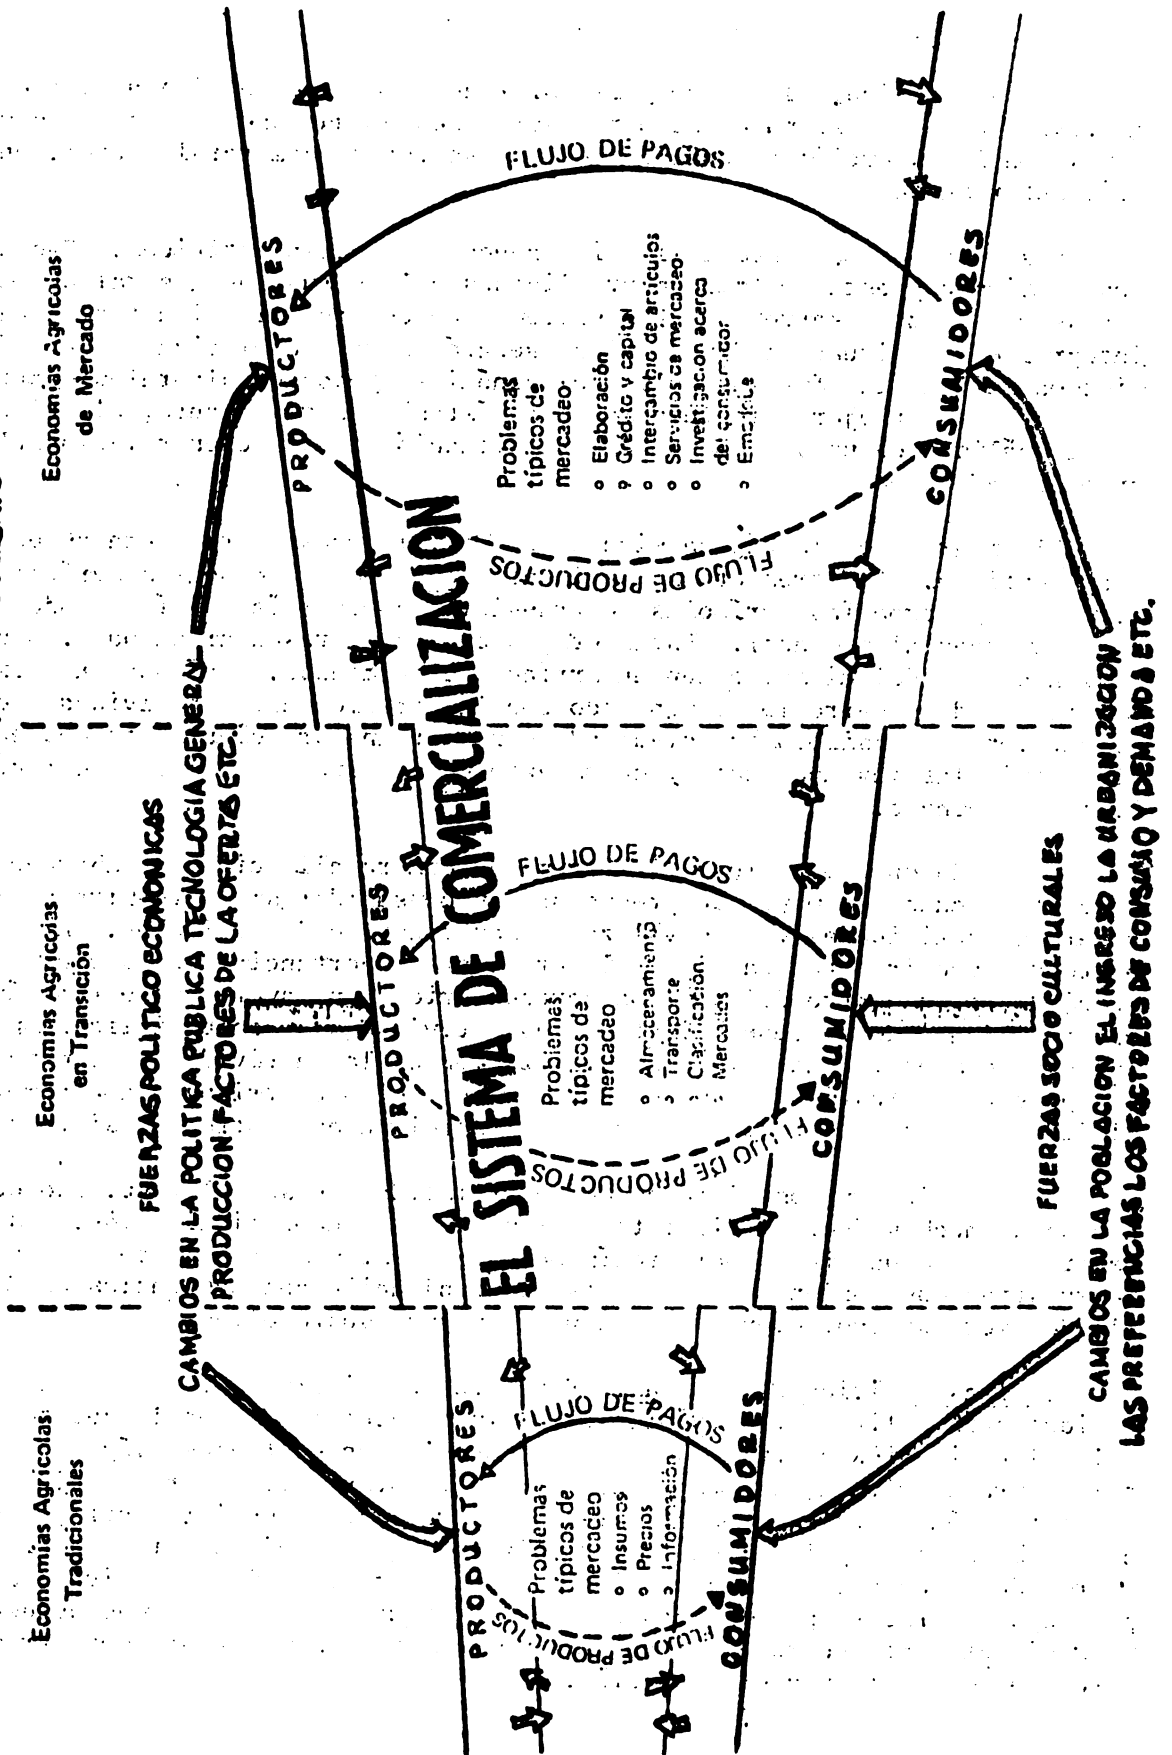 Economías Agrícolas
Tradicionales
Economías Agrícolas
en Transición
Economías Agrícolas
de Mercado
FUERZAS POLITICO ECONOMICAS
CAMBIOS EN LA POLITICA PUBLICA TECNOLOGIA GENERAL
PRODUCCION FACTORES DE LA OFERTA ETC.
PRODUCTORES
PRODUCTORES
PRODUCTORES
EL SISTEMA DE COMERCIALIZACION
FLUJO DE PAGOS
FLUJO DE PAGOS
FLUJO DE PAGOS
Problemas
típicos de
mercadeo
o Insumos
o Precios
o Información
Problemas
típicos de
mercadeo
o Almacenamiento
o Transporte
o Clasificación.
o Mercados
Problemas
típicos de
mercadeo
o Elaboración
o Crédito y capital
o Intercambio de artículos
o Servicios de mercadeo
o Investigación acerca
del consumidor
o Empaque
FLUJO DE PRODUCTOS
FLUJO DE PRODUCTOS
FLUJO DE PRODUCTOS
CONSUMIDORES
CONSUMIDORES
CONSUMIDORES
FUERZAS SOCIO CULTURALES
CAMBIOS EN LA POBLACION EL INGRESO LA URBANIZACION
LAS PREFERENCIAS LOS FACTORES DE CONSUMO Y DEMANDA ETC.